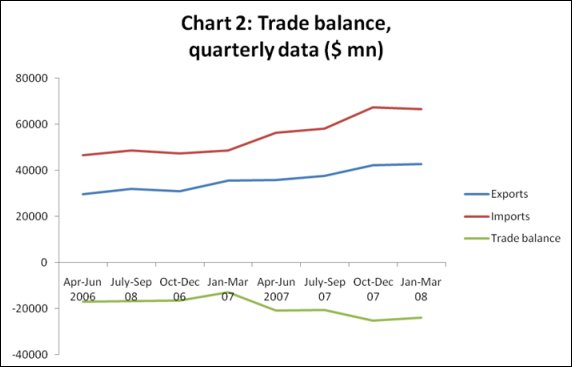 Chart 2: Trade balance,
quarterly data ($ mn)
80000
60000
40000
20000
0
-20000
-40000
Apr-Jun July-Sep Oct-Dec Jan-Mar Apr-Jun July-Sep Oct-Dec Jan-Mar
2006 08 06 07 2007 07 07 08
Exports
Imports
Trade balance